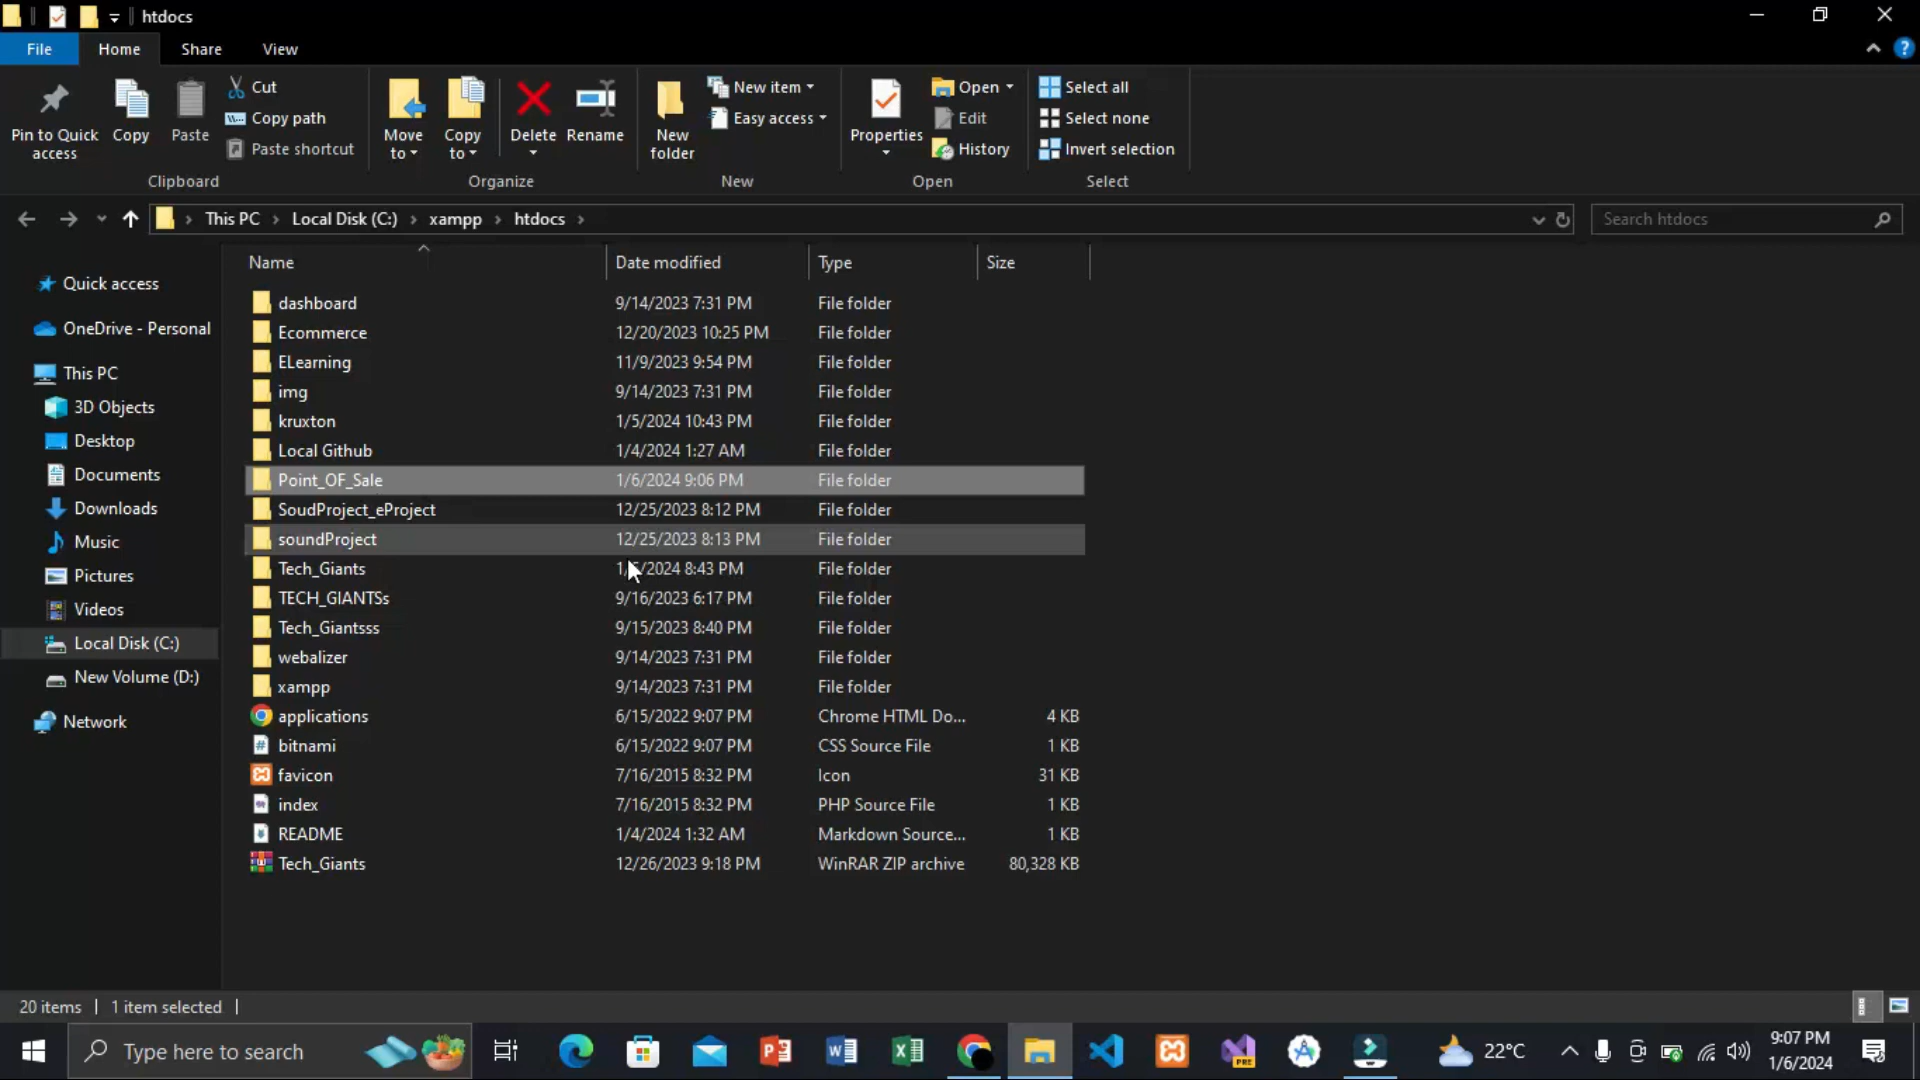 htdocs
File Home Share View
Pin to Quick access
Copy
Paste
Cut
Copy path
Paste shortcut
Clipboard
Move to
Copy to
Delete
Rename
Organize
New folder
New item
Easy access
New
Properties
Open
Edit
History
Open
Select all
Select none
Invert selection
Select
This PC Local Disk (C:) xampp htdocs
Search htdocs
Quick access
OneDrive - Personal
This PC
3D Objects
Desktop
Documents
Downloads
Music
Pictures
Videos
Local Disk (C:)
New Volume (D:)
Network
Name Date modified Type Size
dashboard 9/14/2023 7:31 PM File folder
Ecommerce 12/20/2023 10:25 PM File folder
ELearning 11/9/2023 9:54 PM File folder
img 9/14/2023 7:31 PM File folder
kruxton 1/5/2024 10:43 PM File folder
Local Github 1/4/2024 1:27 AM File folder
Point_OF_Sale 1/6/2024 9:06 PM File folder
SoudProject_eProject 12/25/2023 8:12 PM File folder
soundProject 12/25/2023 8:13 PM File folder
Tech_Giants 8:43 PM File folder
TECH_GIANTSs 9/16/2023 6:17 PM File folder
Tech_Giantsss 9/15/2023 8:40 PM File folder
webalizer 9/14/2023 7:31 PM File folder
xampp 9/14/2023 7:31 PM File folder
applications 6/15/2022 9:07 PM Chrome HTML Do... 4 KB
bitnami 6/15/2022 9:07 PM CSS Source File 1 KB
favicon 7/16/2015 8:32 PM Icon 31 KB
index 7/16/2015 8:32 PM PHP Source File 1 KB
README 1/4/2024 1:32 AM Markdown Source... 1 KB
Tech_Giants 12/26/2023 9:18 PM WinRAR ZIP archive 80,328 KB
20 items 1 item selected
Type here to search
22°C
9:07 PM
1/6/2024